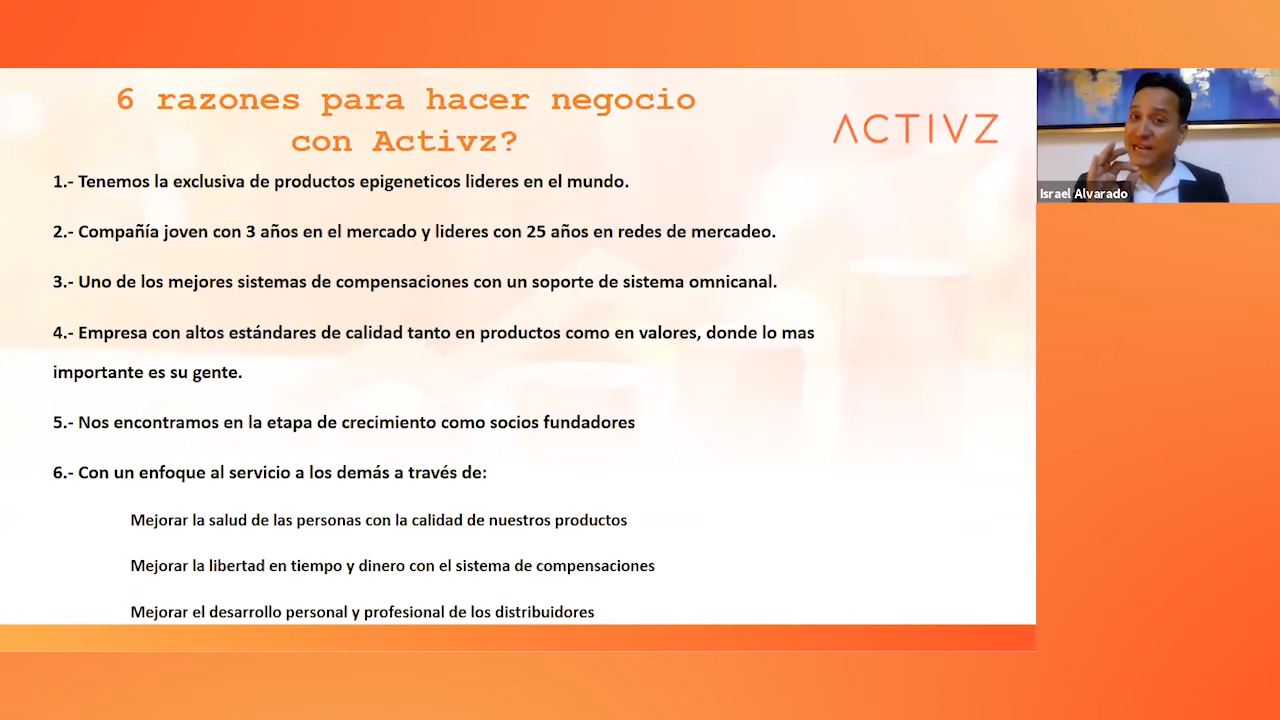 6 razones para hacer negocio
con Activz?
ACTIVZ
Israel Alvarado
1.- Tenemos la exclusiva de productos epigeneticos lideres en el mundo.
2.- Compañía joven con 3 años en el mercado y lideres con 25 años en redes de mercadeo.
3.- Uno de los mejores sistemas de compensaciones con un soporte de sistema omnicanal.
4.- Empresa con altos estándares de calidad tanto en productos como en valores, donde lo mas
importante es su gente.
5.- Nos encontramos en la etapa de crecimiento como socios fundadores
6.- Con un enfoque al servicio a los demás a través de:
Mejorar la salud de las personas con la calidad de nuestros productos
Mejorar la libertad en tiempo y dinero con el sistema de compensaciones
Mejorar el desarrollo personal y profesional de los distribuidores